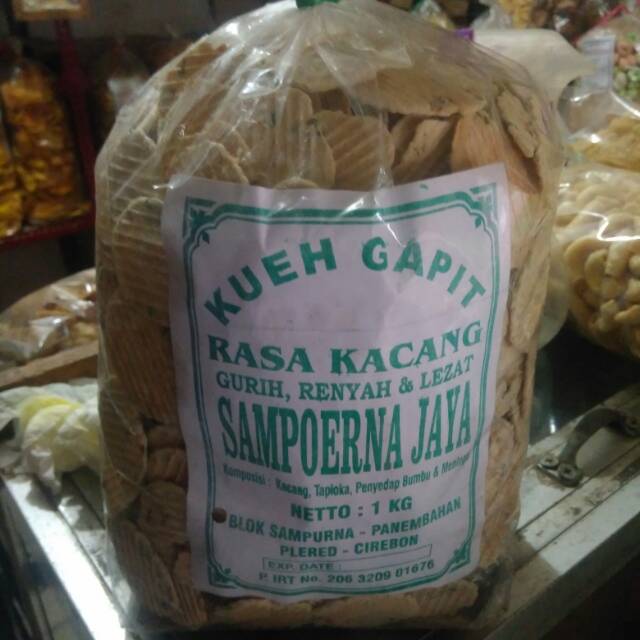 KUEH GAPIT
RASA KACANG
GURIH, RENYAH & LEZAT
SAMPOERNA JAYA
Komposisi : Kacang, Tapioka, Penyedap Bumbu & Mentega
NETTO : 1 KG
BLOK SAMPURNA - PANEMBAHAN
PLERED - CIREBON
EXP. DATE :
P. IRT No. 206 3209 01676